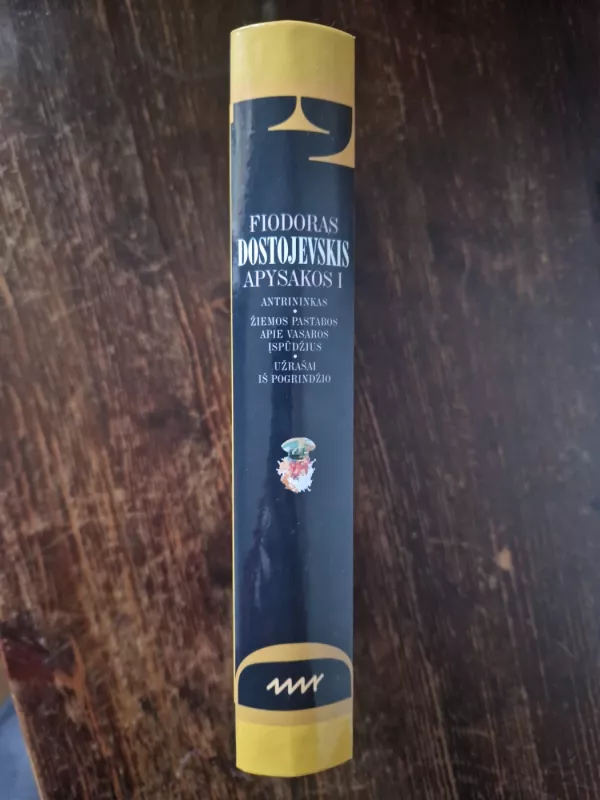 FIODORAS
DOSTOJEVSKIS
APYSAKOS I
ANTRININKAS
•
ŽIEMOS PASTABOS
APIE VASAROS
ĮSPŪDŽIUS
•
UŽRAŠAI
IŠ POGRINDŽIO